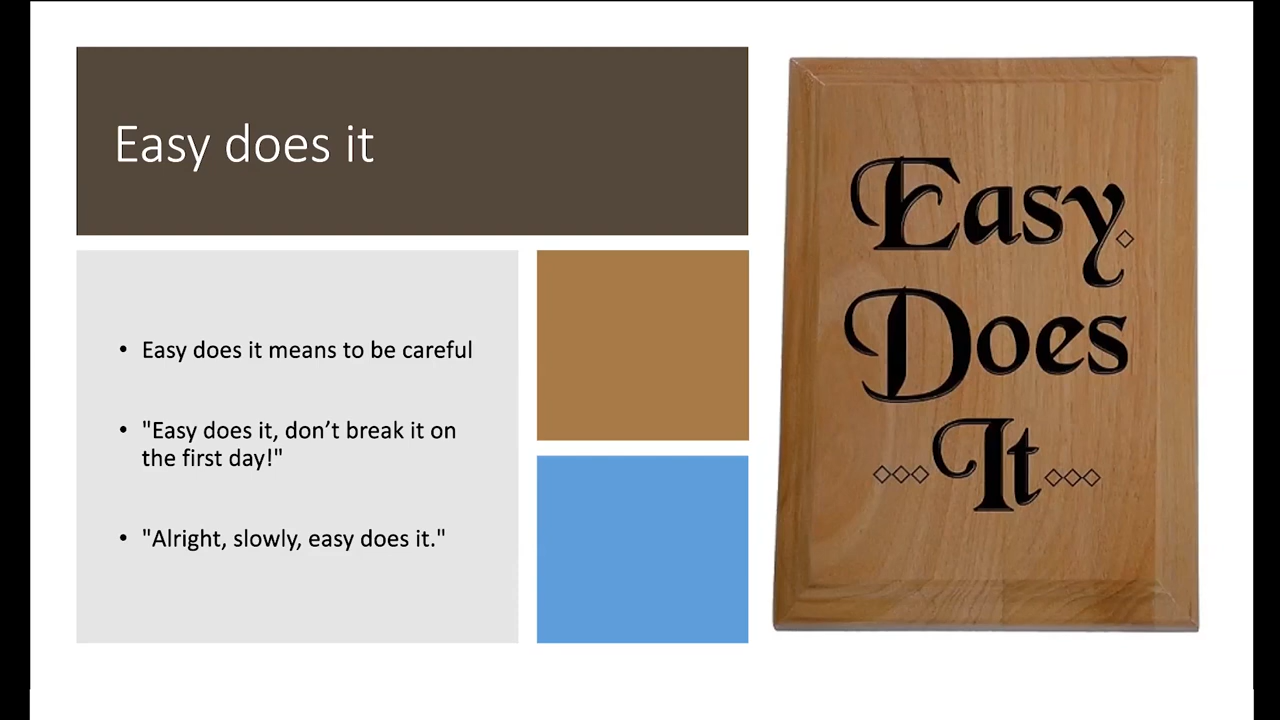 Easy does it
• Easy does it means to be careful
• "Easy does it, don’t break it on
the first day!"
• "Alright, slowly, easy does it."
Easy
Does
It